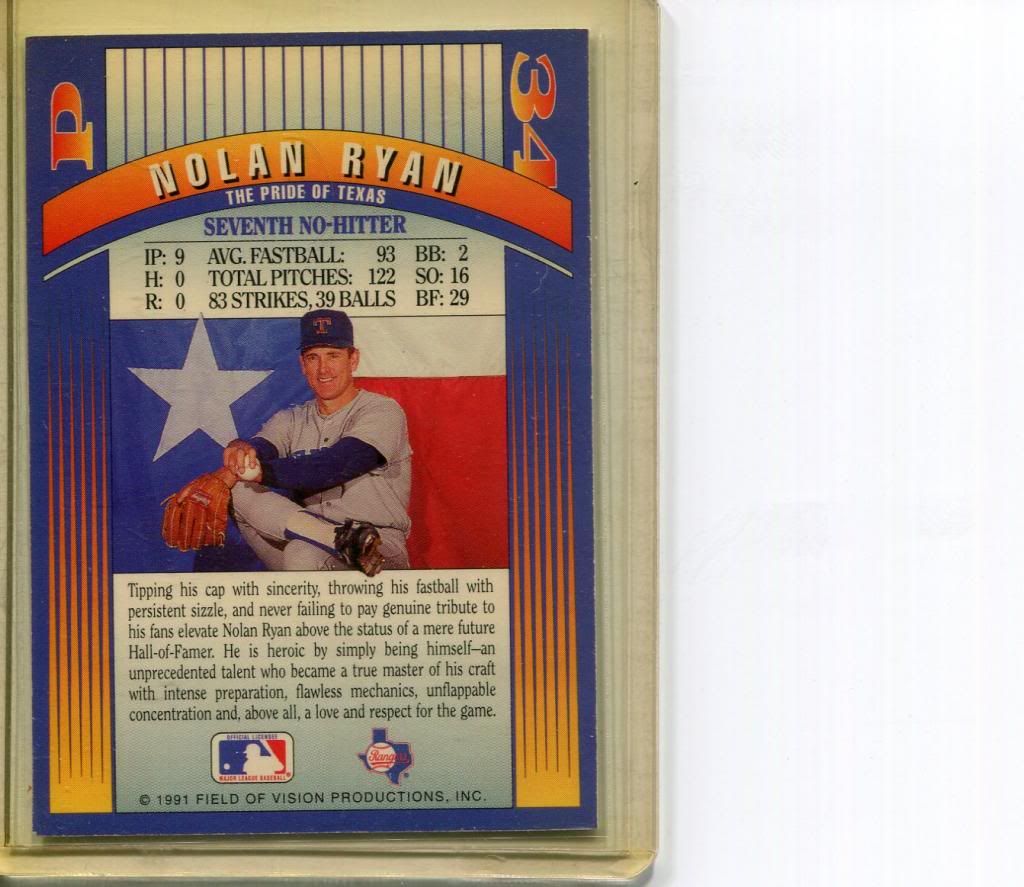 P
34
NOLAN RYAN
THE PRIDE OF TEXAS
SEVENTH NO-HITTER
IP: 9 AVG. FASTBALL: 93 BB: 2
H: 0 TOTAL PITCHES: 122 SO: 16
R: 0 83 STRIKES, 39 BALLS BF: 29
T
Tipping his cap with sincerity, throwing his fastball with
persistent sizzle, and never failing to pay genuine tribute to
his fans elevate Nolan Ryan above the status of a mere future
Hall-of-Famer. He is heroic by simply being himself—an
unprecedented talent who became a true master of his craft
with intense preparation, flawless mechanics, unflappable
concentration and, above all, a love and respect for the game.
OFFICIAL LICENSEE
MAJOR LEAGUE BASEBALL
Rangers
© 1991 FIELD OF VISION PRODUCTIONS, INC.